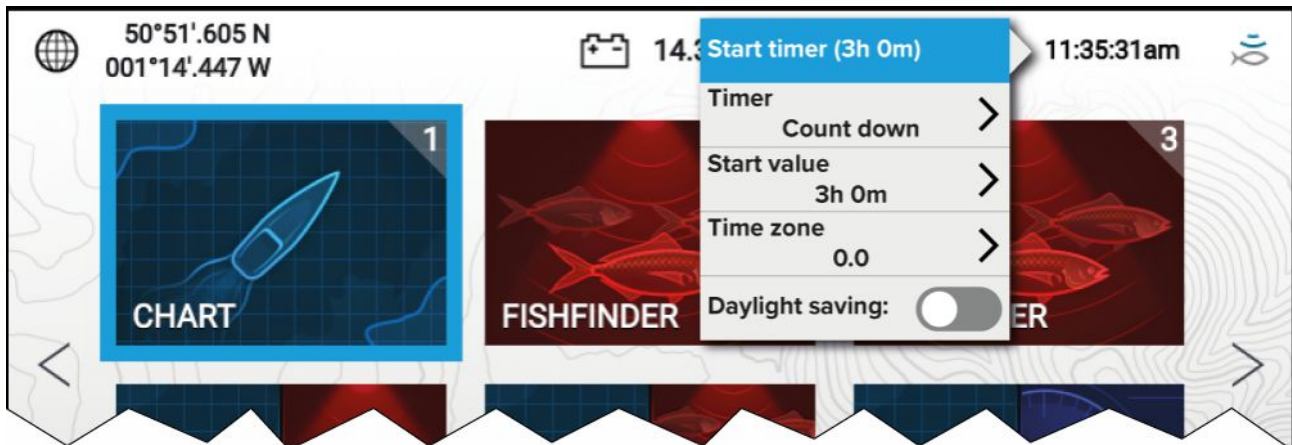 50°51'.605 N
001°14'.447 W
14.3
Start timer (3h 0m)
11:35:31am
Timer
Count down
Start value
3h 0m
Time zone
0.0
Daylight saving:
1
CHART
FISHFINDER
3
ER